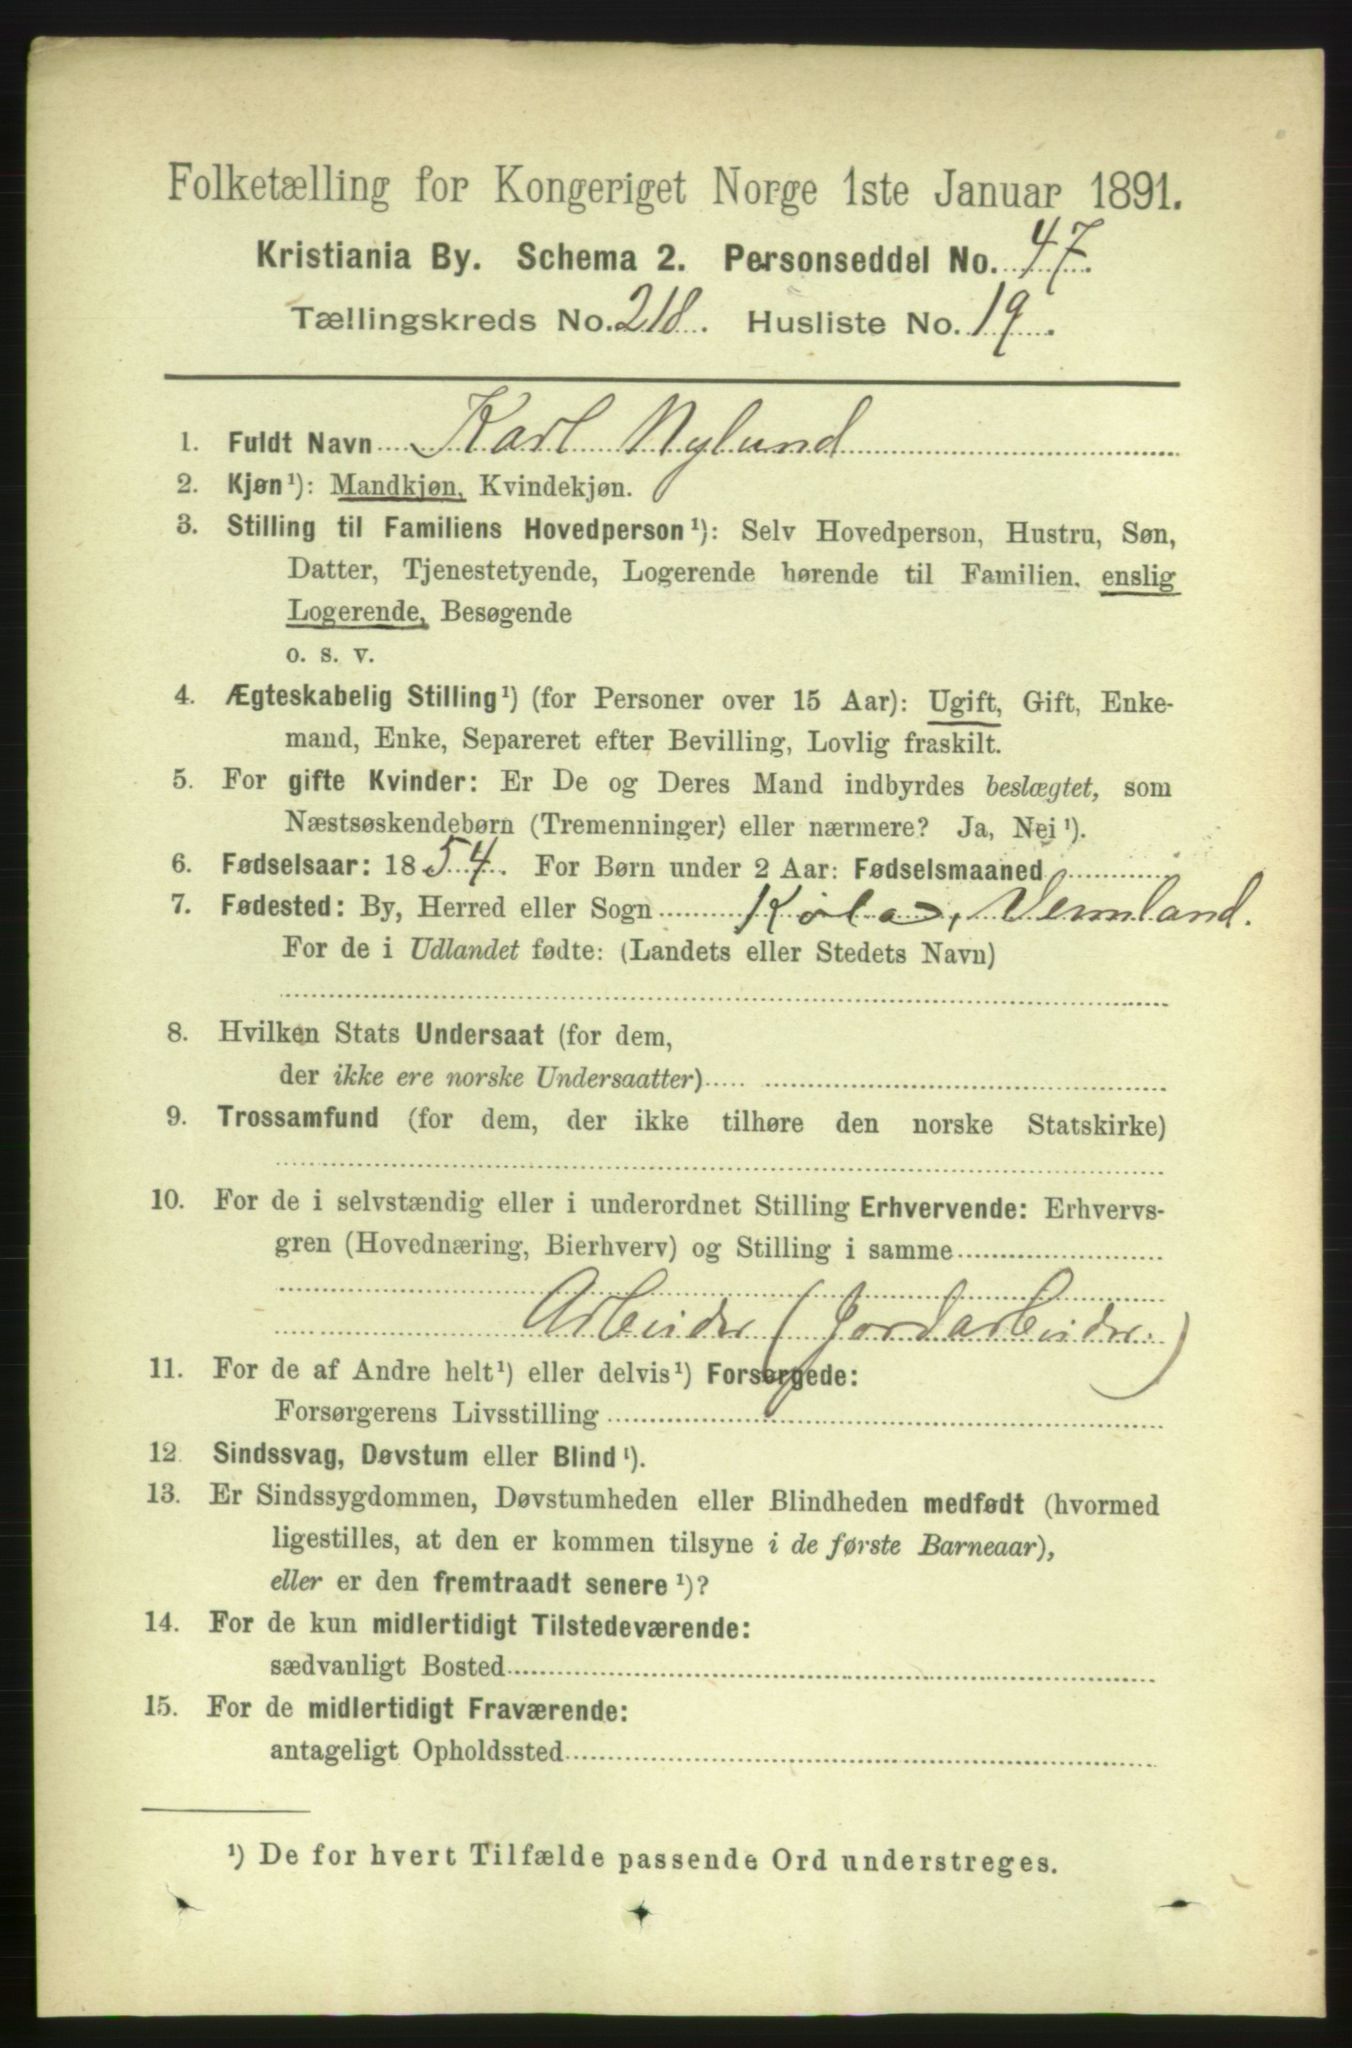 Folketælling for Kongeriget Norge 1ste Januar 1891.
Kristiania By. Schema 2. Personseddel No. 47.
Tællingskreds No. 218. Husliste No. 19.
1. Fuldt Navn Karl Nylund
2. Kjøn¹): Mandkjøn, Kvindekjøn.
3. Stilling til Familiens Hovedperson¹): Selv Hovedperson, Hustru, Søn,
Datter, Tjenestetyende, Logerende hørende til Familien, enslig
Logerende, Besøgende
o. s. v.
4. Ægteskabelig Stilling¹) (for Personer over 15 Aar): Ugift, Gift, Enke-
mand, Enke, Separeret efter Bevilling, Lovlig fraskilt.
5. For gifte Kvinder: Er De og Deres Mand indbyrdes beslægtet, som
Næstsøskendebørn (Tremenninger) eller nærmere? Ja, Nei¹).
6. Fødselsaar: 1854. For Børn under 2 Aar: Fødselsmaaned
7. Fødested: By, Herred eller Sogn Køla, Vermland.
For de i Udlandet fødte: (Landets eller Stedets Navn)
8. Hvilken Stats Undersaat (for dem,
der ikke ere norske Undersaatter)
9. Trossamfund (for dem, der ikke tilhøre den norske Statskirke)
10. For de i selvstændig eller i underordnet Stilling Erhvervende: Erhvervs-
gren (Hovednæring, Bierhverv) og Stilling i samme
Arbeider (Jordarbeider.)
11. For de af Andre helt¹) eller delvis¹) Forsørgede:
Forsørgerens Livsstilling
12. Sindssvag, Døvstum eller Blind¹).
13. Er Sindssygdommen, Døvstumheden eller Blindheden medfødt (hvormed
ligestilles, at den er kommen tilsyne i de første Barneaar),
eller er den fremtraadt senere¹)?
14. For de kun midlertidigt Tilstedeværende:
sædvanligt Bosted
15. For de midlertidigt Fraværende:
antageligt Opholdssted
¹) De for hvert Tilfælde passende Ord understreges.